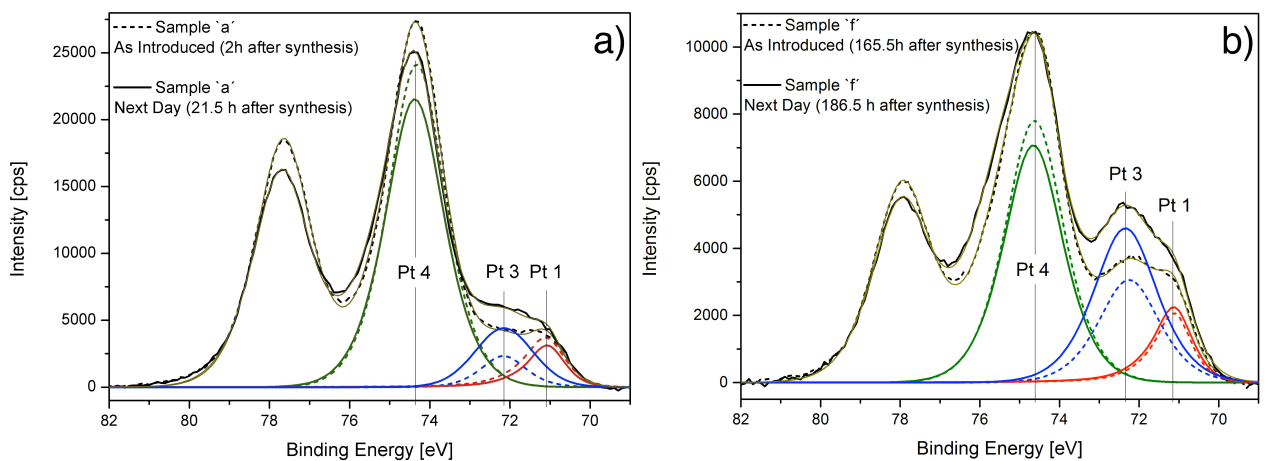 Sample `a´
As Introduced (2h after synthesis)
Sample `a´
Next Day (21.5 h after synthesis)
a)
Pt 4
Pt 3
Pt 1
25000
20000
15000
10000
5000
0
Intensity [cps]
82
80
78
76
74
72
70
Binding Energy [eV]
Sample `f´
As Introduced (165.5h after synthesis)
Sample `f´
Next Day (186.5 h after synthesis)
b)
Pt 3
Pt 1
Pt 4
10000
8000
6000
4000
2000
0
Intensity [cps]
82
80
78
76
74
72
70
Binding Energy [eV]